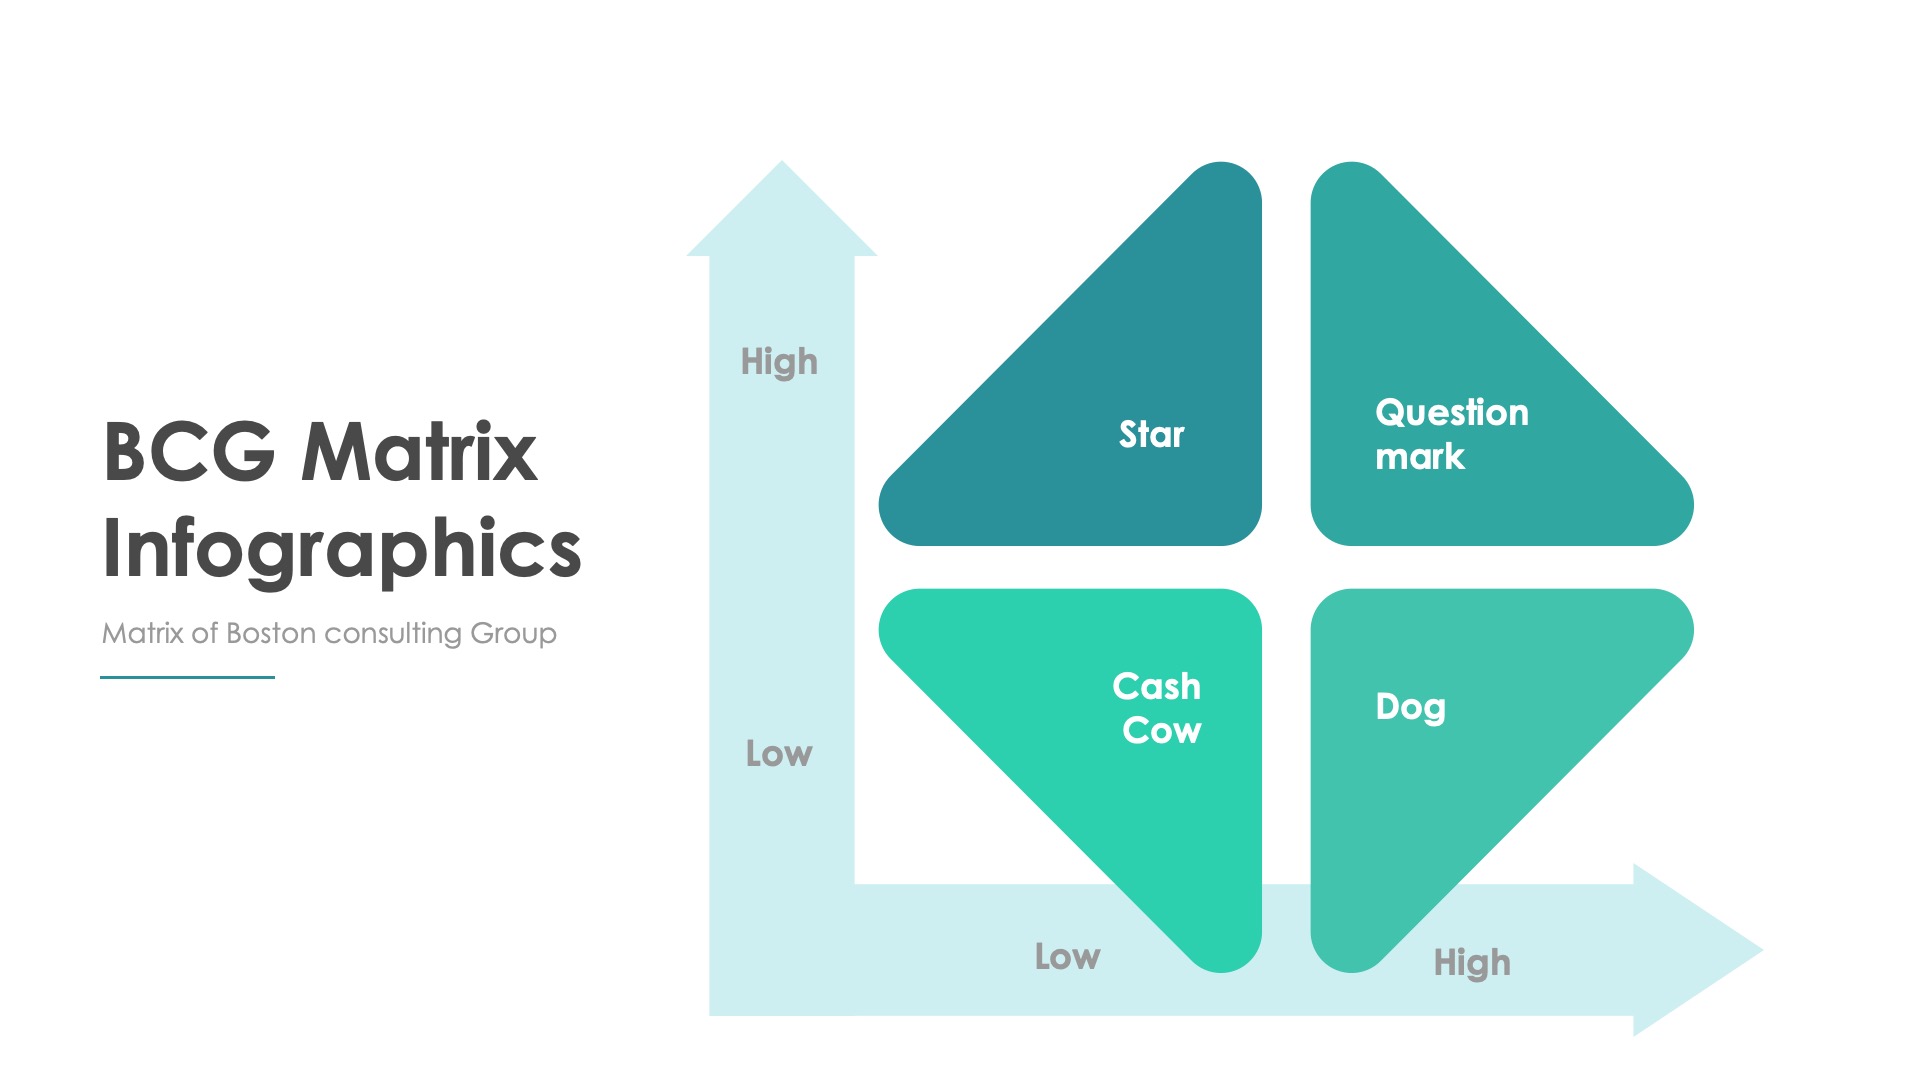 BCG Matrix
Infographics
Matrix of Boston consulting Group
High
Low
Star
Question
mark
Cash
Cow
Dog
Low
High